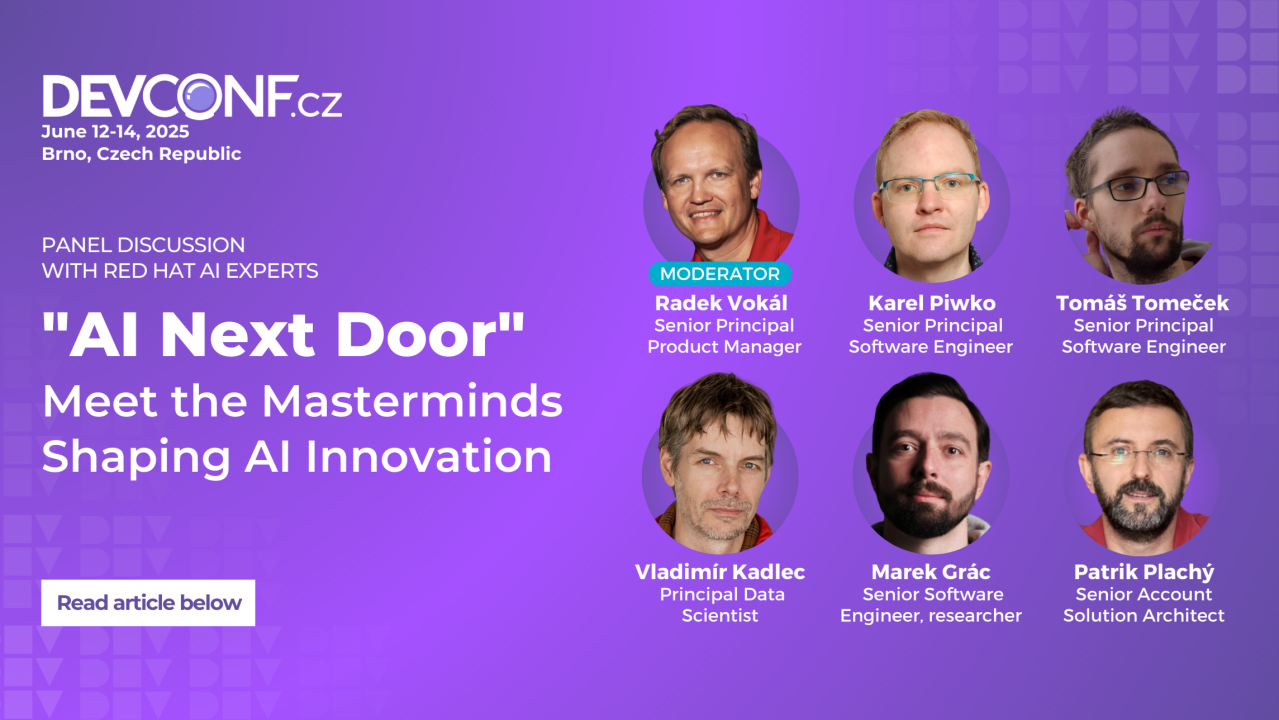 DEVCONF.cz
June 12-14, 2025
Brno, Czech Republic
PANEL DISCUSSION
WITH RED HAT AI EXPERTS
"AI Next Door"
Meet the Masterminds
Shaping AI Innovation
Read article below
MODERATOR
Radek Vokál
Senior Principal
Product Manager
Karel Piwko
Senior Principal
Software Engineer
Tomáš Tomeček
Senior Principal
Software Engineer
Vladimír Kadlec
Principal Data
Scientist
Marek Grác
Senior Software
Engineer, researcher
Patrik Plachý
Senior Account
Solution Architect